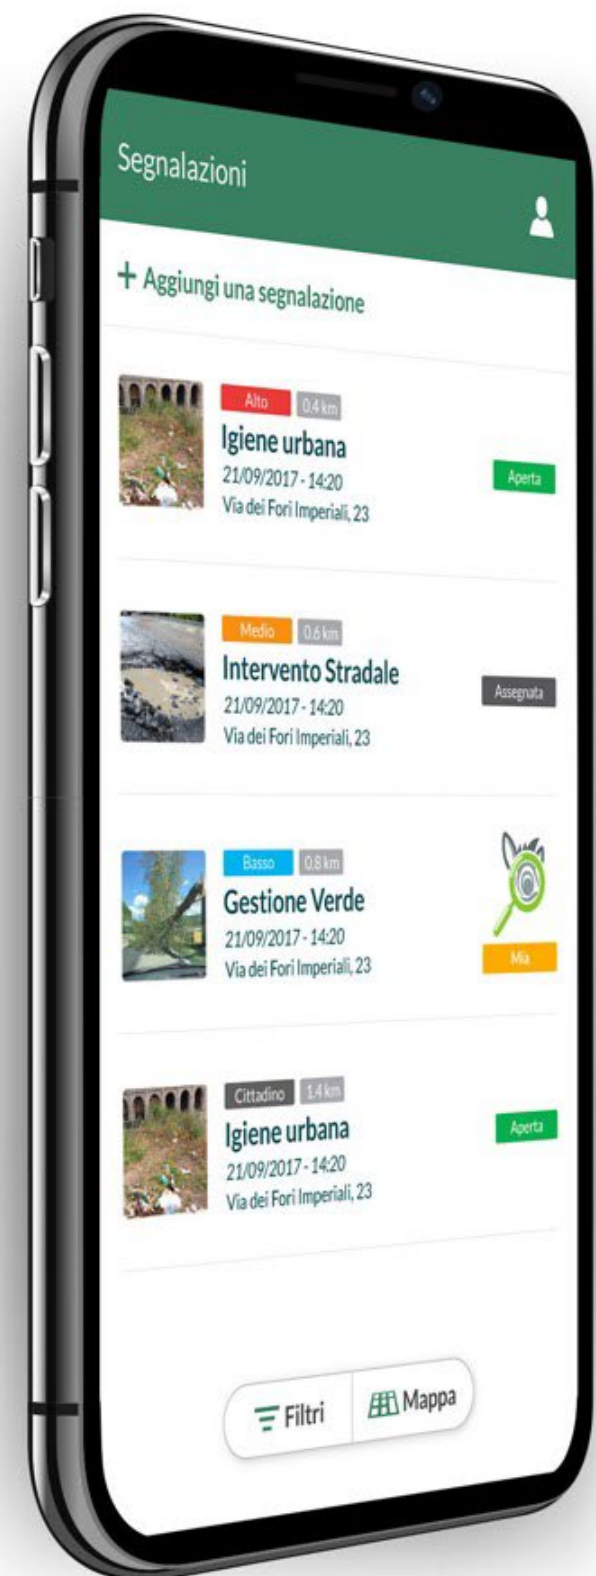 Segnalazioni
+ Aggiungi una segnalazione
Alto 0.4 km
Igiene urbana
21/09/2017 - 14:20
Via dei Fori Imperiali, 23
Aperta
Medio 0.6 km
Intervento Stradale
21/09/2017 - 14:20
Via dei Fori Imperiali, 23
Assegnata
Basso 0.8 km
Gestione Verde
21/09/2017 - 14:20
Via dei Fori Imperiali, 23
Mia
Cittadino 1.4 km
Igiene urbana
21/09/2017 - 14:20
Via dei Fori Imperiali, 23
Aperta
Filtri
Mappa